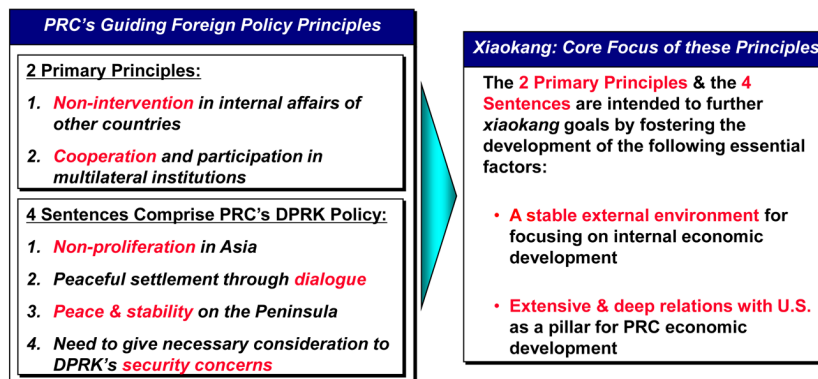 PRC's Guiding Foreign Policy Principles
2 Primary Principles:
1. Non-intervention in internal affairs of
other countries
2. Cooperation and participation in
multilateral institutions
4 Sentences Comprise PRC's DPRK Policy:
1. Non-proliferation in Asia
2. Peaceful settlement through dialogue
3. Peace & stability on the Peninsula
4. Need to give necessary consideration to
DPRK's security concerns
Xiaokang: Core Focus of these Principles
The 2 Primary Principles & the 4
Sentences are intended to further
xiaokang goals by fostering the
development of the following essential
factors:
• A stable external environment for
focusing on internal economic
development
• Extensive & deep relations with U.S.
as a pillar for PRC economic
development